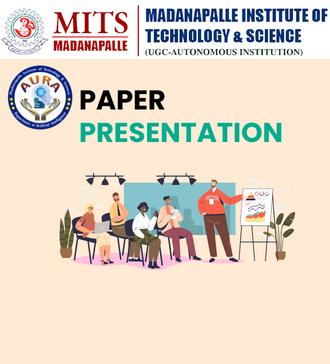 MITS
MADANAPALLE
MADANAPALLE INSTITUTE OF
TECHNOLOGY & SCIENCE
(UGC-AUTONOMOUS INSTITUTION)
AURA
PAPER
PRESENTATION